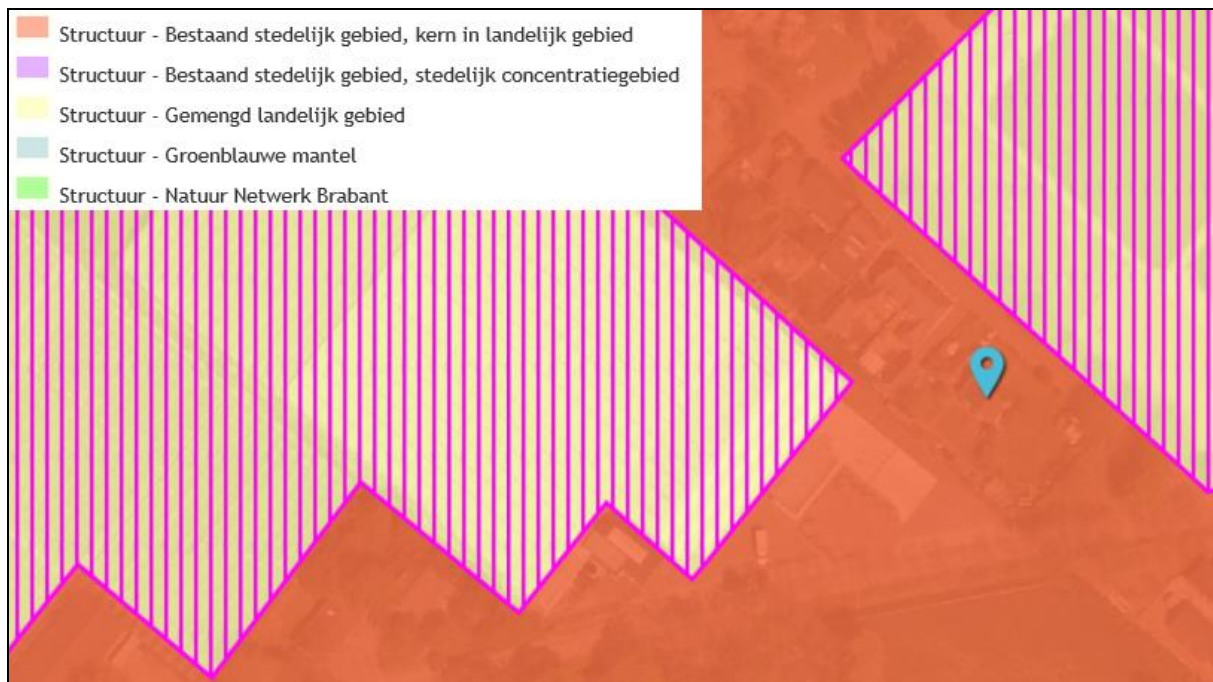 Structuur - Bestaand stedelijk gebied, kern in landelijk gebied
Structuur - Bestaand stedelijk gebied, stedelijk concentratiegebied
Structuur - Gemengd landelijk gebied
Structuur - Groenblauwe mantel
Structuur - Natuur Netwerk Brabant